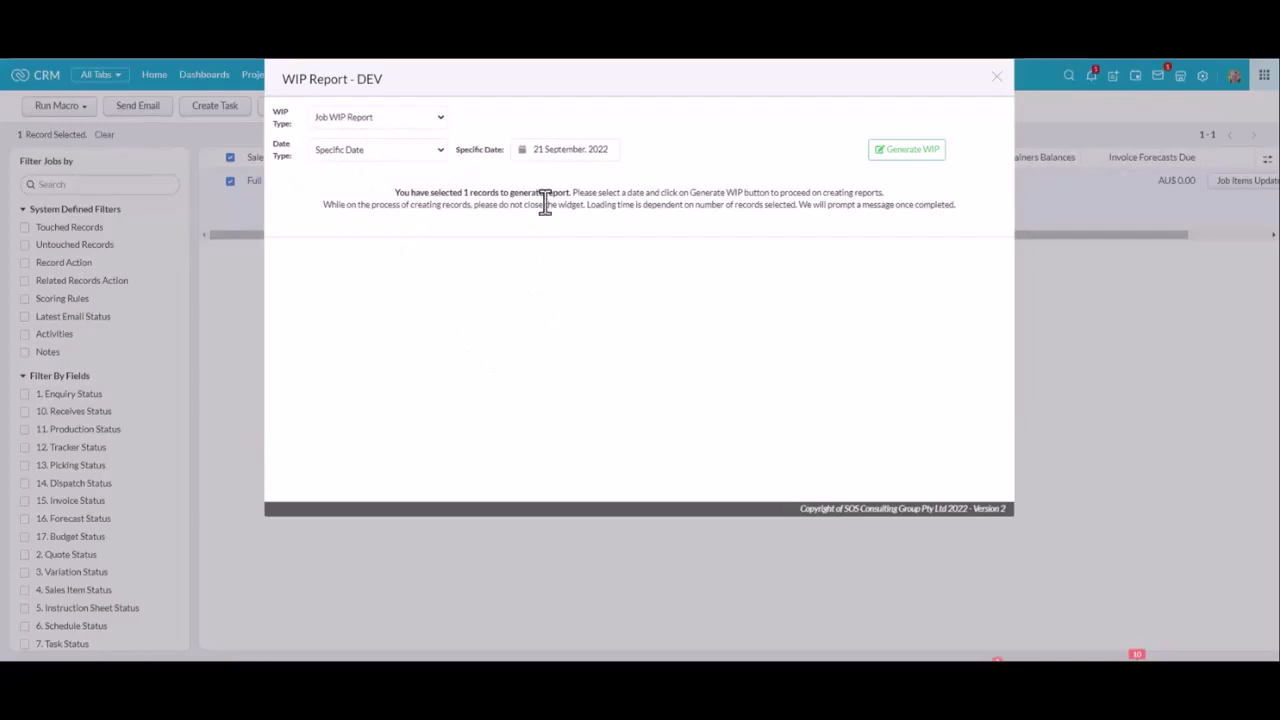 CRM
All Tabs
Home
Dashboards
WIP Report - DEV
1
1
Run Macro
Send Email
Create Task
WIP Type:
Job WIP Report
1 Record Selected. Clear
1 - 1
Date Type:
Specific Date
Specific Date:
21 September, 2022
Generate WIP
Filter Jobs by
Invoice Forecasts Due
Balances
Search
Full
AU$ 0.00
Job Items Update
You have selected 1 records to generate report. Please select a date and click on Generate WIP button to proceed on creating reports.
While on the process of creating records, please do not close the widget. Loading time is dependent on number of records selected. We will prompt a message once completed.
System Defined Filters
Touched Records
Untouched Records
Record Action
Related Records Action
Scoring Rules
Latest Email Status
Activities
Notes
Filter By Fields
1. Enquiry Status
10. Receives Status
11. Production Status
12. Tracker Status
13. Picking Status
14. Dispatch Status
15. Invoice Status
16. Forecast Status
17. Budget Status
2. Quote Status
3. Variation Status
4. Sales Item Status
5. Instruction Sheet Status
6. Schedule Status
7. Task Status
Copyright of SOS Consulting Group Pty Ltd 2022 - Version 2
10